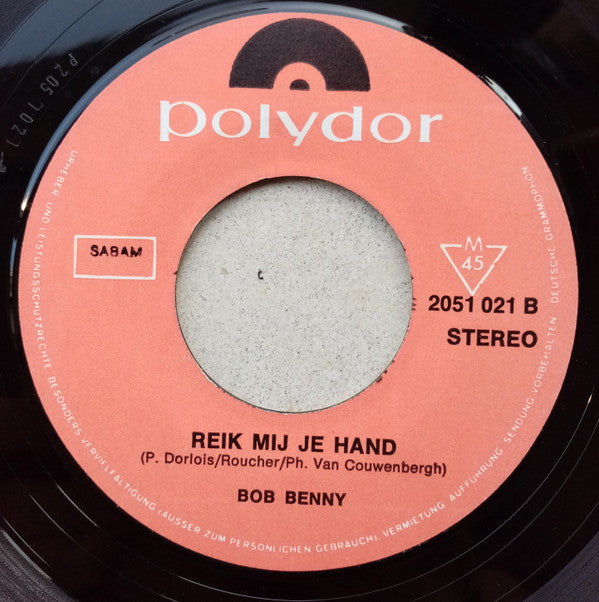 polydor
SABAM
M
45
2051 021 B
STEREO
REIK MIJ JE HAND
(P. Dorlois/Roucher/Ph. Van Couwenbergh)
BOB BENNY
URHEBER UND LEISTUNGSSCHUTZRECHTE. BESONDERS VERVIELFÄLTIGUNG (AUSSER ZUM PERSÖNLICHEN GEBRAUCH), VERMIETUNG, AUFFÜHRUNG, SENDUNG VORBEHALTEN DEUTSCHE GRAMMOPHON